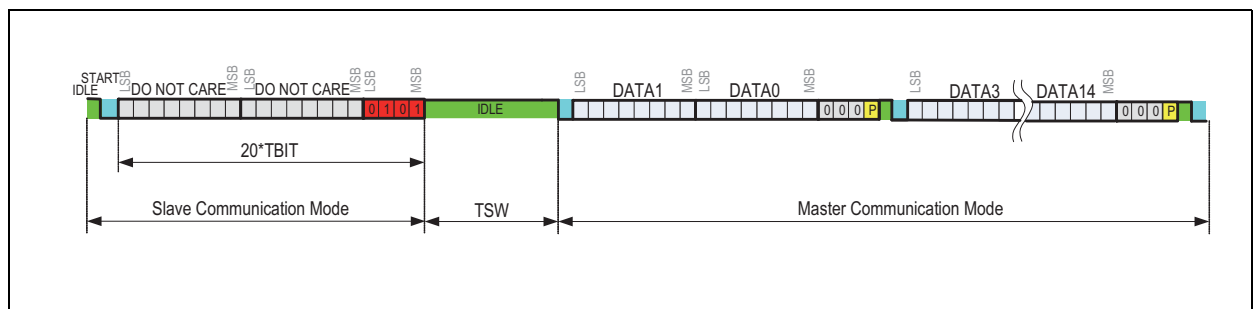 START
IDLE
LSB
DO NOT CARE
MSB
LSB
DO NOT CARE
MSB
LSB
MSB
0 1 0 1
IDLE
LSB
DATA1
MSB
LSB
DATA0
MSB
0 0 0 P
LSB
DATA3
DATA14
MSB
0 0 0 P
20*TBIT
Slave Communication Mode
TSW
Master Communication Mode